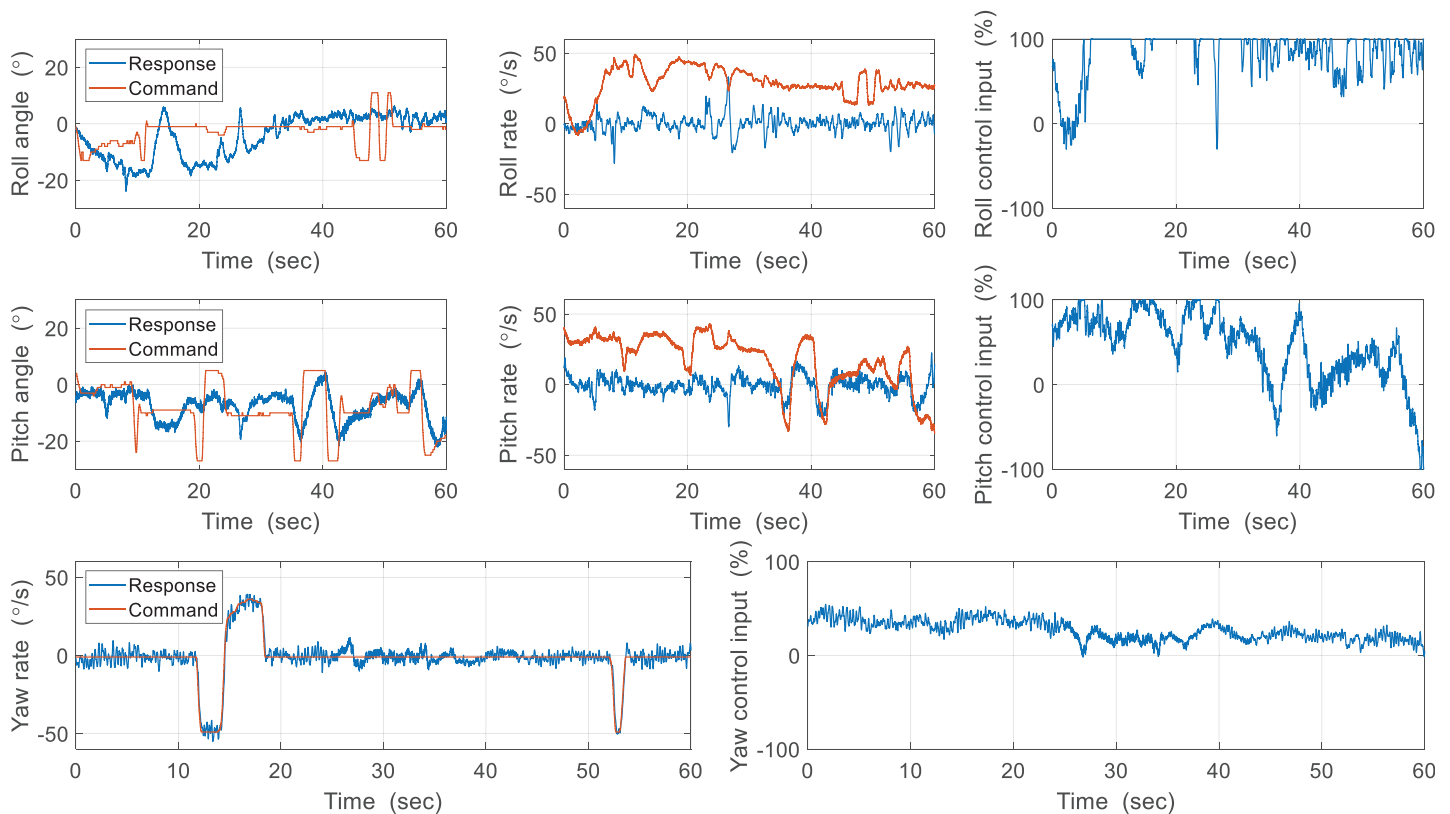 Roll angle (°)
20
0
-20
Response
Command
0 20 40 60
Time (sec)
Roll rate (°/s)
50
0
-50
0 20 40 60
Time (sec)
Roll control input (%)
100
0
-100
0 20 40 60
Time (sec)
Pitch angle (°)
20
0
-20
Response
Command
0 20 40 60
Time (sec)
Pitch rate (°/s)
50
0
-50
0 20 40 60
Time (sec)
Pitch control input (%)
100
0
-100
0 20 40 60
Time (sec)
Yaw rate (°/s)
50
0
-50
Response
Command
0 10 20 30 40 50 60
Time (sec)
Yaw control input (%)
100
0
-100
0 10 20 30 40 50 60
Time (sec)